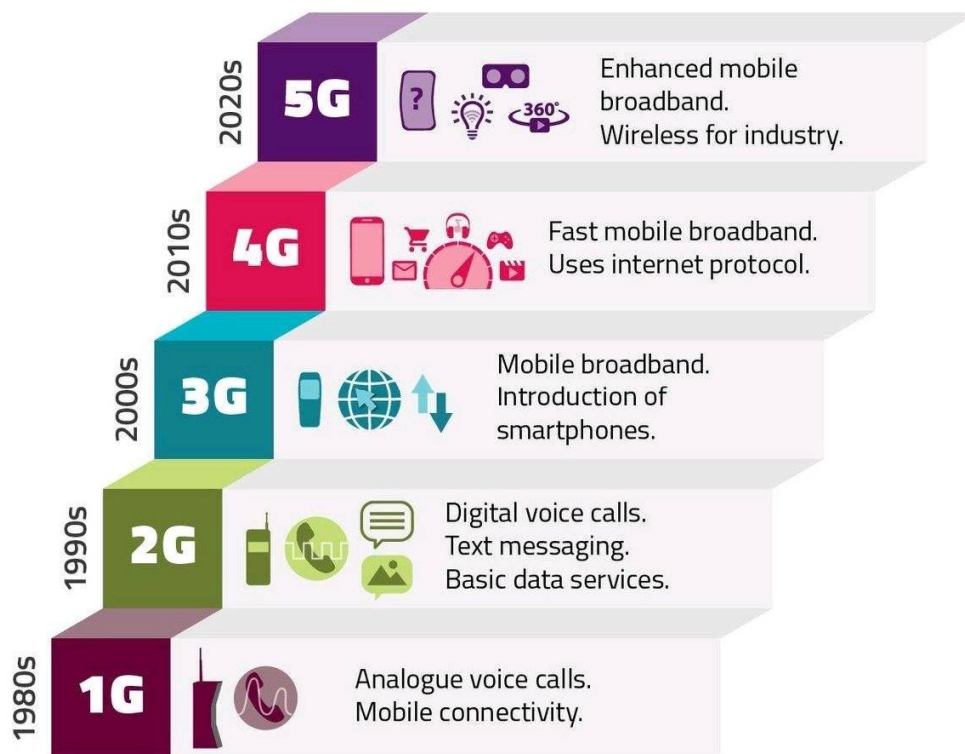 2020s
5G
?
360°
Enhanced mobile
broadband.
Wireless for industry.
2010s
4G
Fast mobile broadband.
Uses internet protocol.
2000s
3G
Mobile broadband.
Introduction of
smartphones.
1990s
2G
Digital voice calls.
Text messaging.
Basic data services.
1980s
1G
Analogue voice calls.
Mobile connectivity.